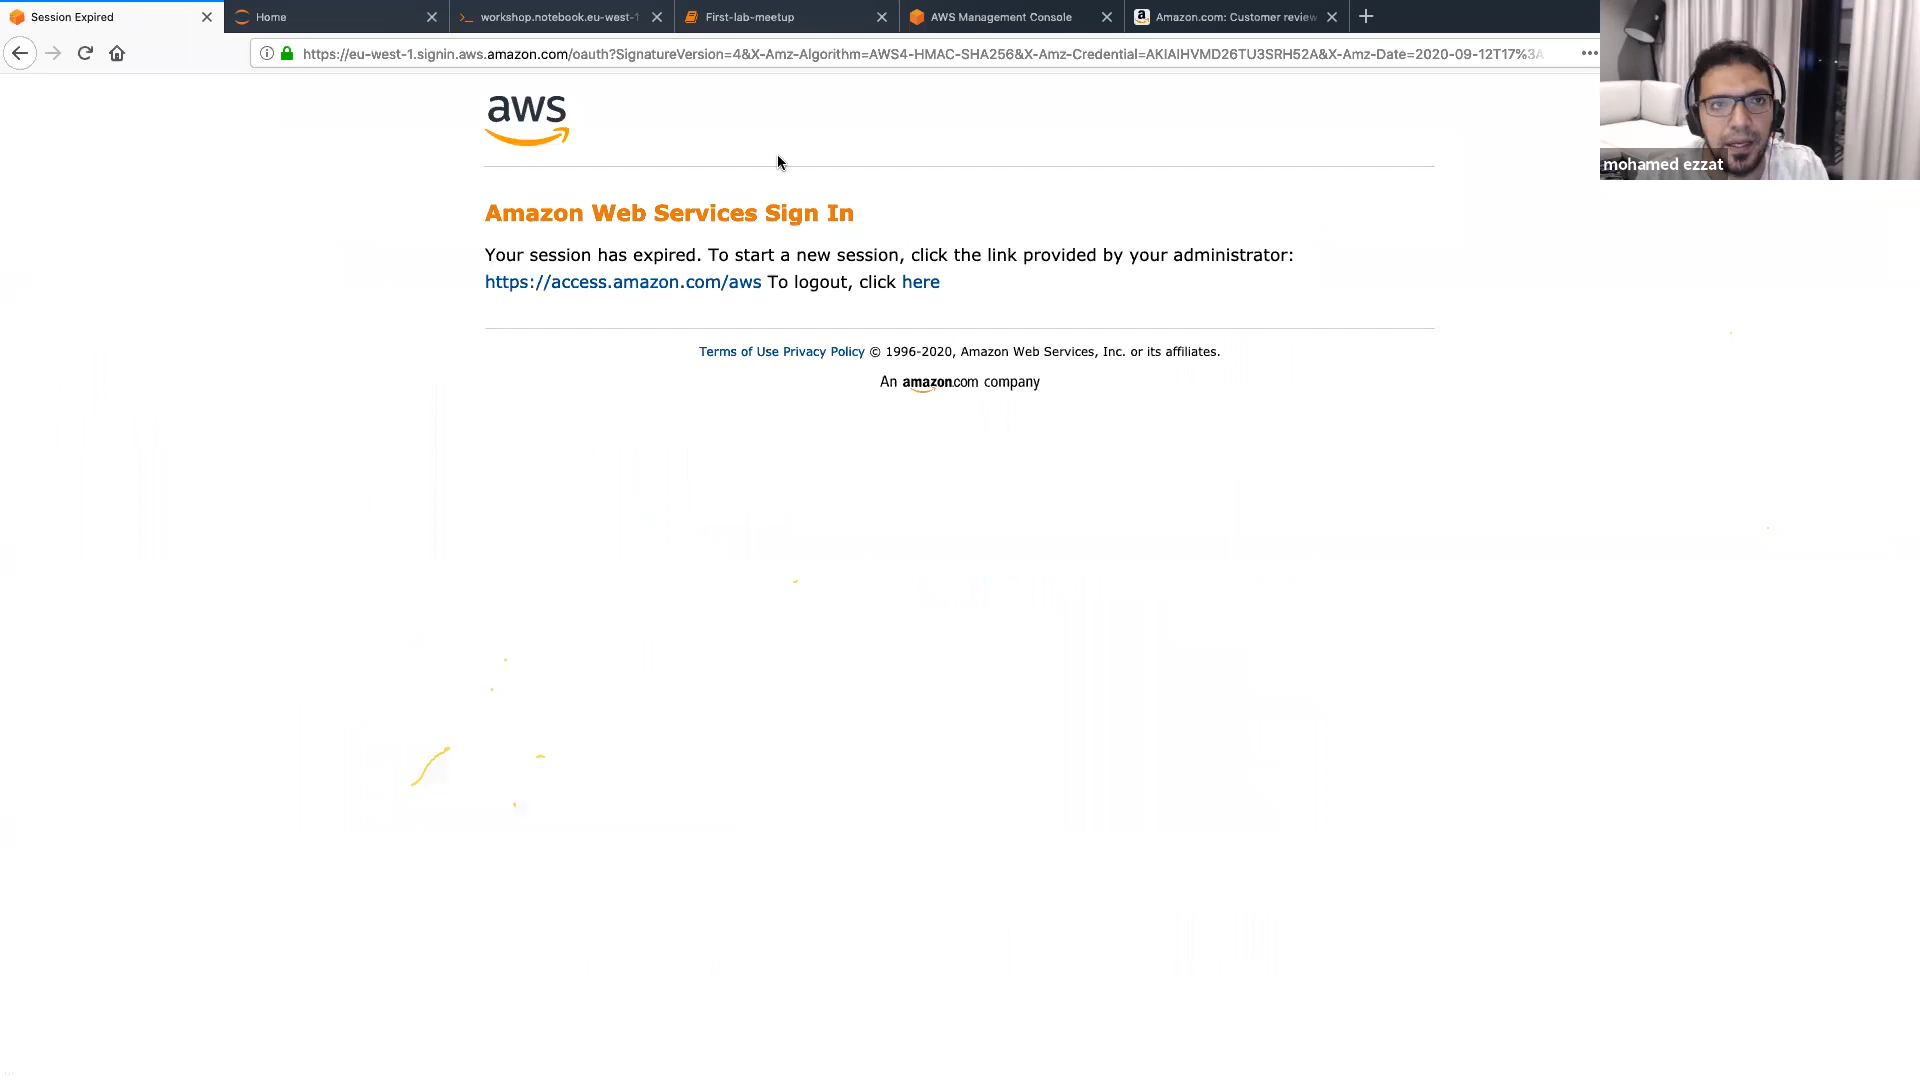 Session Expired
Home
workshop.notebook.eu-west-1
First-lab-meetup
AWS Management Console
Amazon.com: Customer review
https://eu-west-1.signin.aws.amazon.com/oauth?SignatureVersion=4&X-Amz-Algorithm=AWS4-HMAC-SHA256&X-Amz-Credential=AKIAIHVMD26TU3SRH52A&X-Amz-Date=2020-09-12T17%3A
mohamed ezzat
aws
Amazon Web Services Sign In
Your session has expired. To start a new session, click the link provided by your administrator:
https://access.amazon.com/aws To logout, click here
Terms of Use Privacy Policy © 1996-2020, Amazon Web Services, Inc. or its affiliates.
An amazon.com company